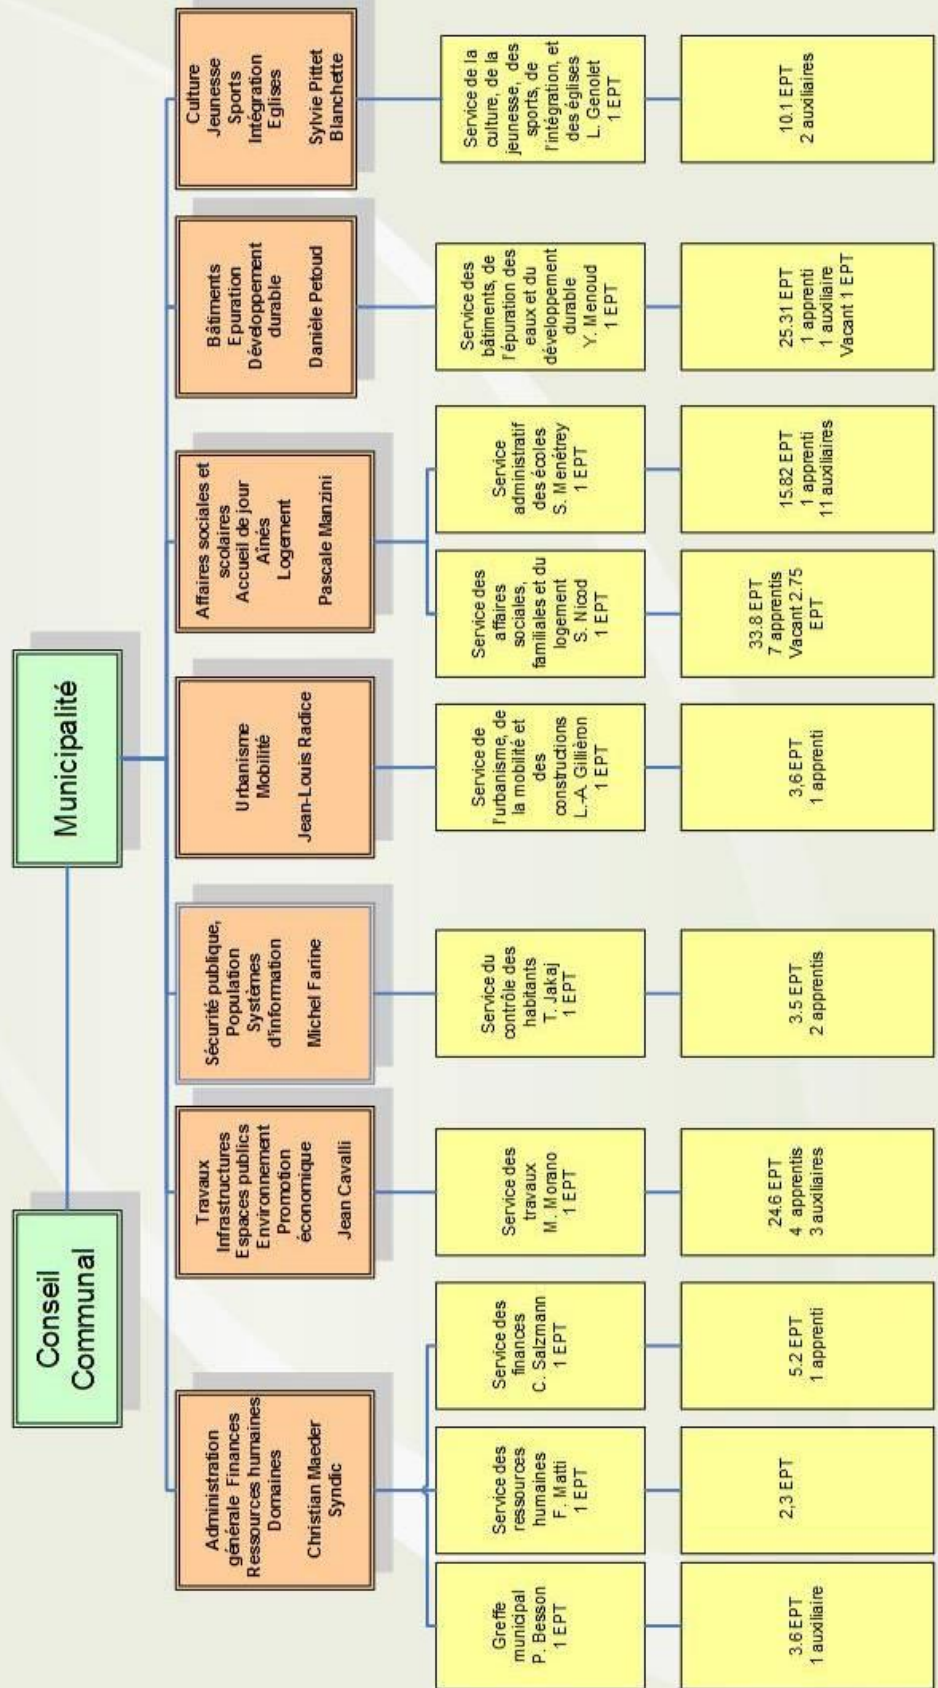 Conseil
Communal
Municipalité
Administration
générale Finances
Ressources humaines
Domaines
Christian Maeder
Syndic
Travaux
Infrastructures
Espaces publics
Environnement
Promotion
économique
Jean Cavalli
Sécurité publique,
Population
Systèmes
d'information
Michel Farine
Urbanisme
Mobilité
Jean-Louis Radice
Affaires sociales et
scolaires
Accueil de jour
Aînés
Logement
Pascale Manzini
Bâtiments
Epuration
Développement
durable
Danièle Petoud
Culture
Jeunesse
Sports
Intégration
Eglises
Sylvie Pittet
Blanchette
Greffe
municipal
P. Besson
1 EPT
Service des
ressources
humaines
F. Matti
1 EPT
Service des
finances
C. Salzmann
1 EPT
Service des
travaux
M. Morano
1 EPT
Service du
contrôle des
habitants
T. Jakaj
1 EPT
Service de
l'urbanisme, de
la mobilité et
des
constructions
L.-A. Gilliéron
1 EPT
Service des
affaires
sociales,
familiales et du
logement
S. Nicod
1 EPT
Service
administratif
des écoles
S. Menétrey
1 EPT
Service des
bâtiments, de
l'épuration des
eaux et du
développement
durable
Y. Menoud
1 EPT
Service de la
culture, de la
jeunesse, des
sports, de
l'intégration, et
des églises
L. Genolet
1 EPT
3.6 EPT
1 auxiliaire
2,3 EPT
5.2 EPT
1 apprenti
24.6 EPT
4 apprentis
3 auxiliaires
3.5 EPT
2 apprentis
3,6 EPT
1 apprenti
33.8 EPT
7 apprentis
Vacant 2.75
EPT
15.82 EPT
1 apprenti
11 auxiliaires
25.31 EPT
1 apprenti
1 auxiliaire
Vacant 1 EPT
10.1 EPT
2 auxiliaires